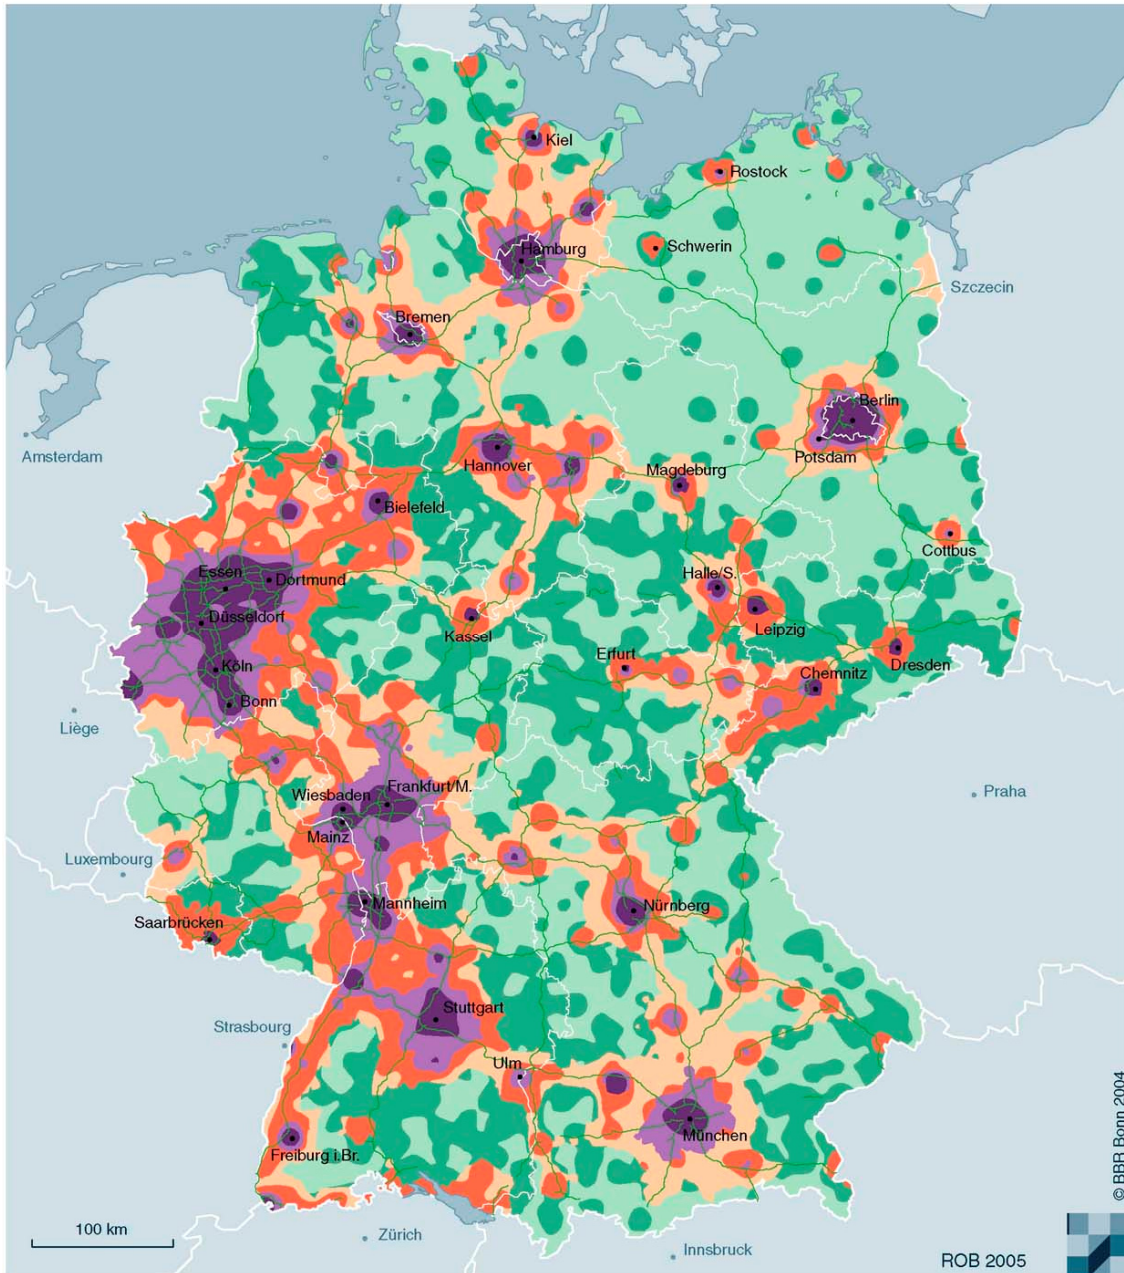 Kiel
Rostock
Hamburg
Schwerin
Szczecin
Bremen
Berlin
Amsterdam
Hannover
Potsdam
Magdeburg
Bielefeld
Cottbus
Essen
Dortmund
Halle/S.
Düsseldorf
Leipzig
Kassel
Erfurt
Köln
Dresden
Chemnitz
Bonn
Liège
Wiesbaden
Frankfurt/M.
Praha
Mainz
Luxembourg
Mannheim
Nürnberg
Saarbrücken
Stuttgart
Strasbourg
Ulm
München
Freiburg i.Br.
© BBR Bonn 2004
100 km
Zürich
Innsbruck
ROB 2005